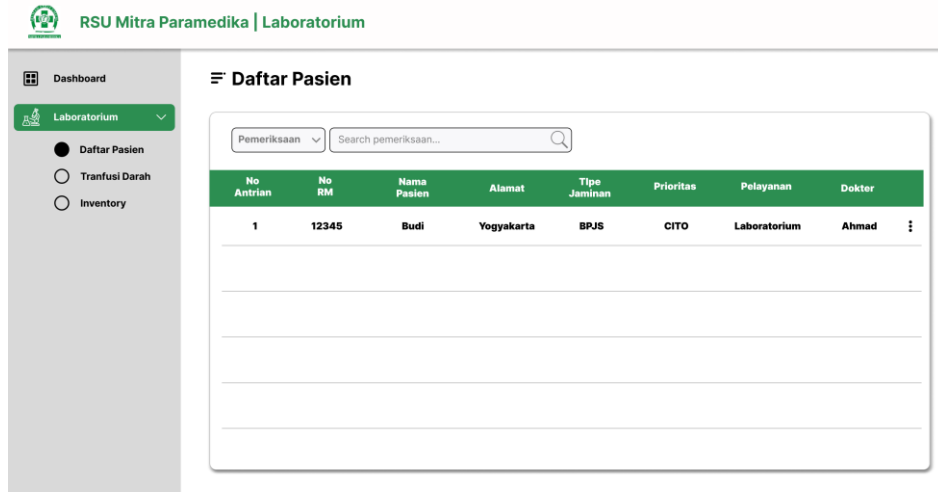 RSU Mitra Paramedika | Laboratorium
Dashboard
Laboratorium
Daftar Pasien
Tranfusi Darah
Inventory
Daftar Pasien
Pemeriksaan
Search pemeriksaan...
No Antrian
No RM
Nama Pasien
Alamat
TIpe Jaminan
Prioritas
Pelayanan
Dokter
1 12345 Budi Yogyakarta BPJS CITO Laboratorium Ahmad